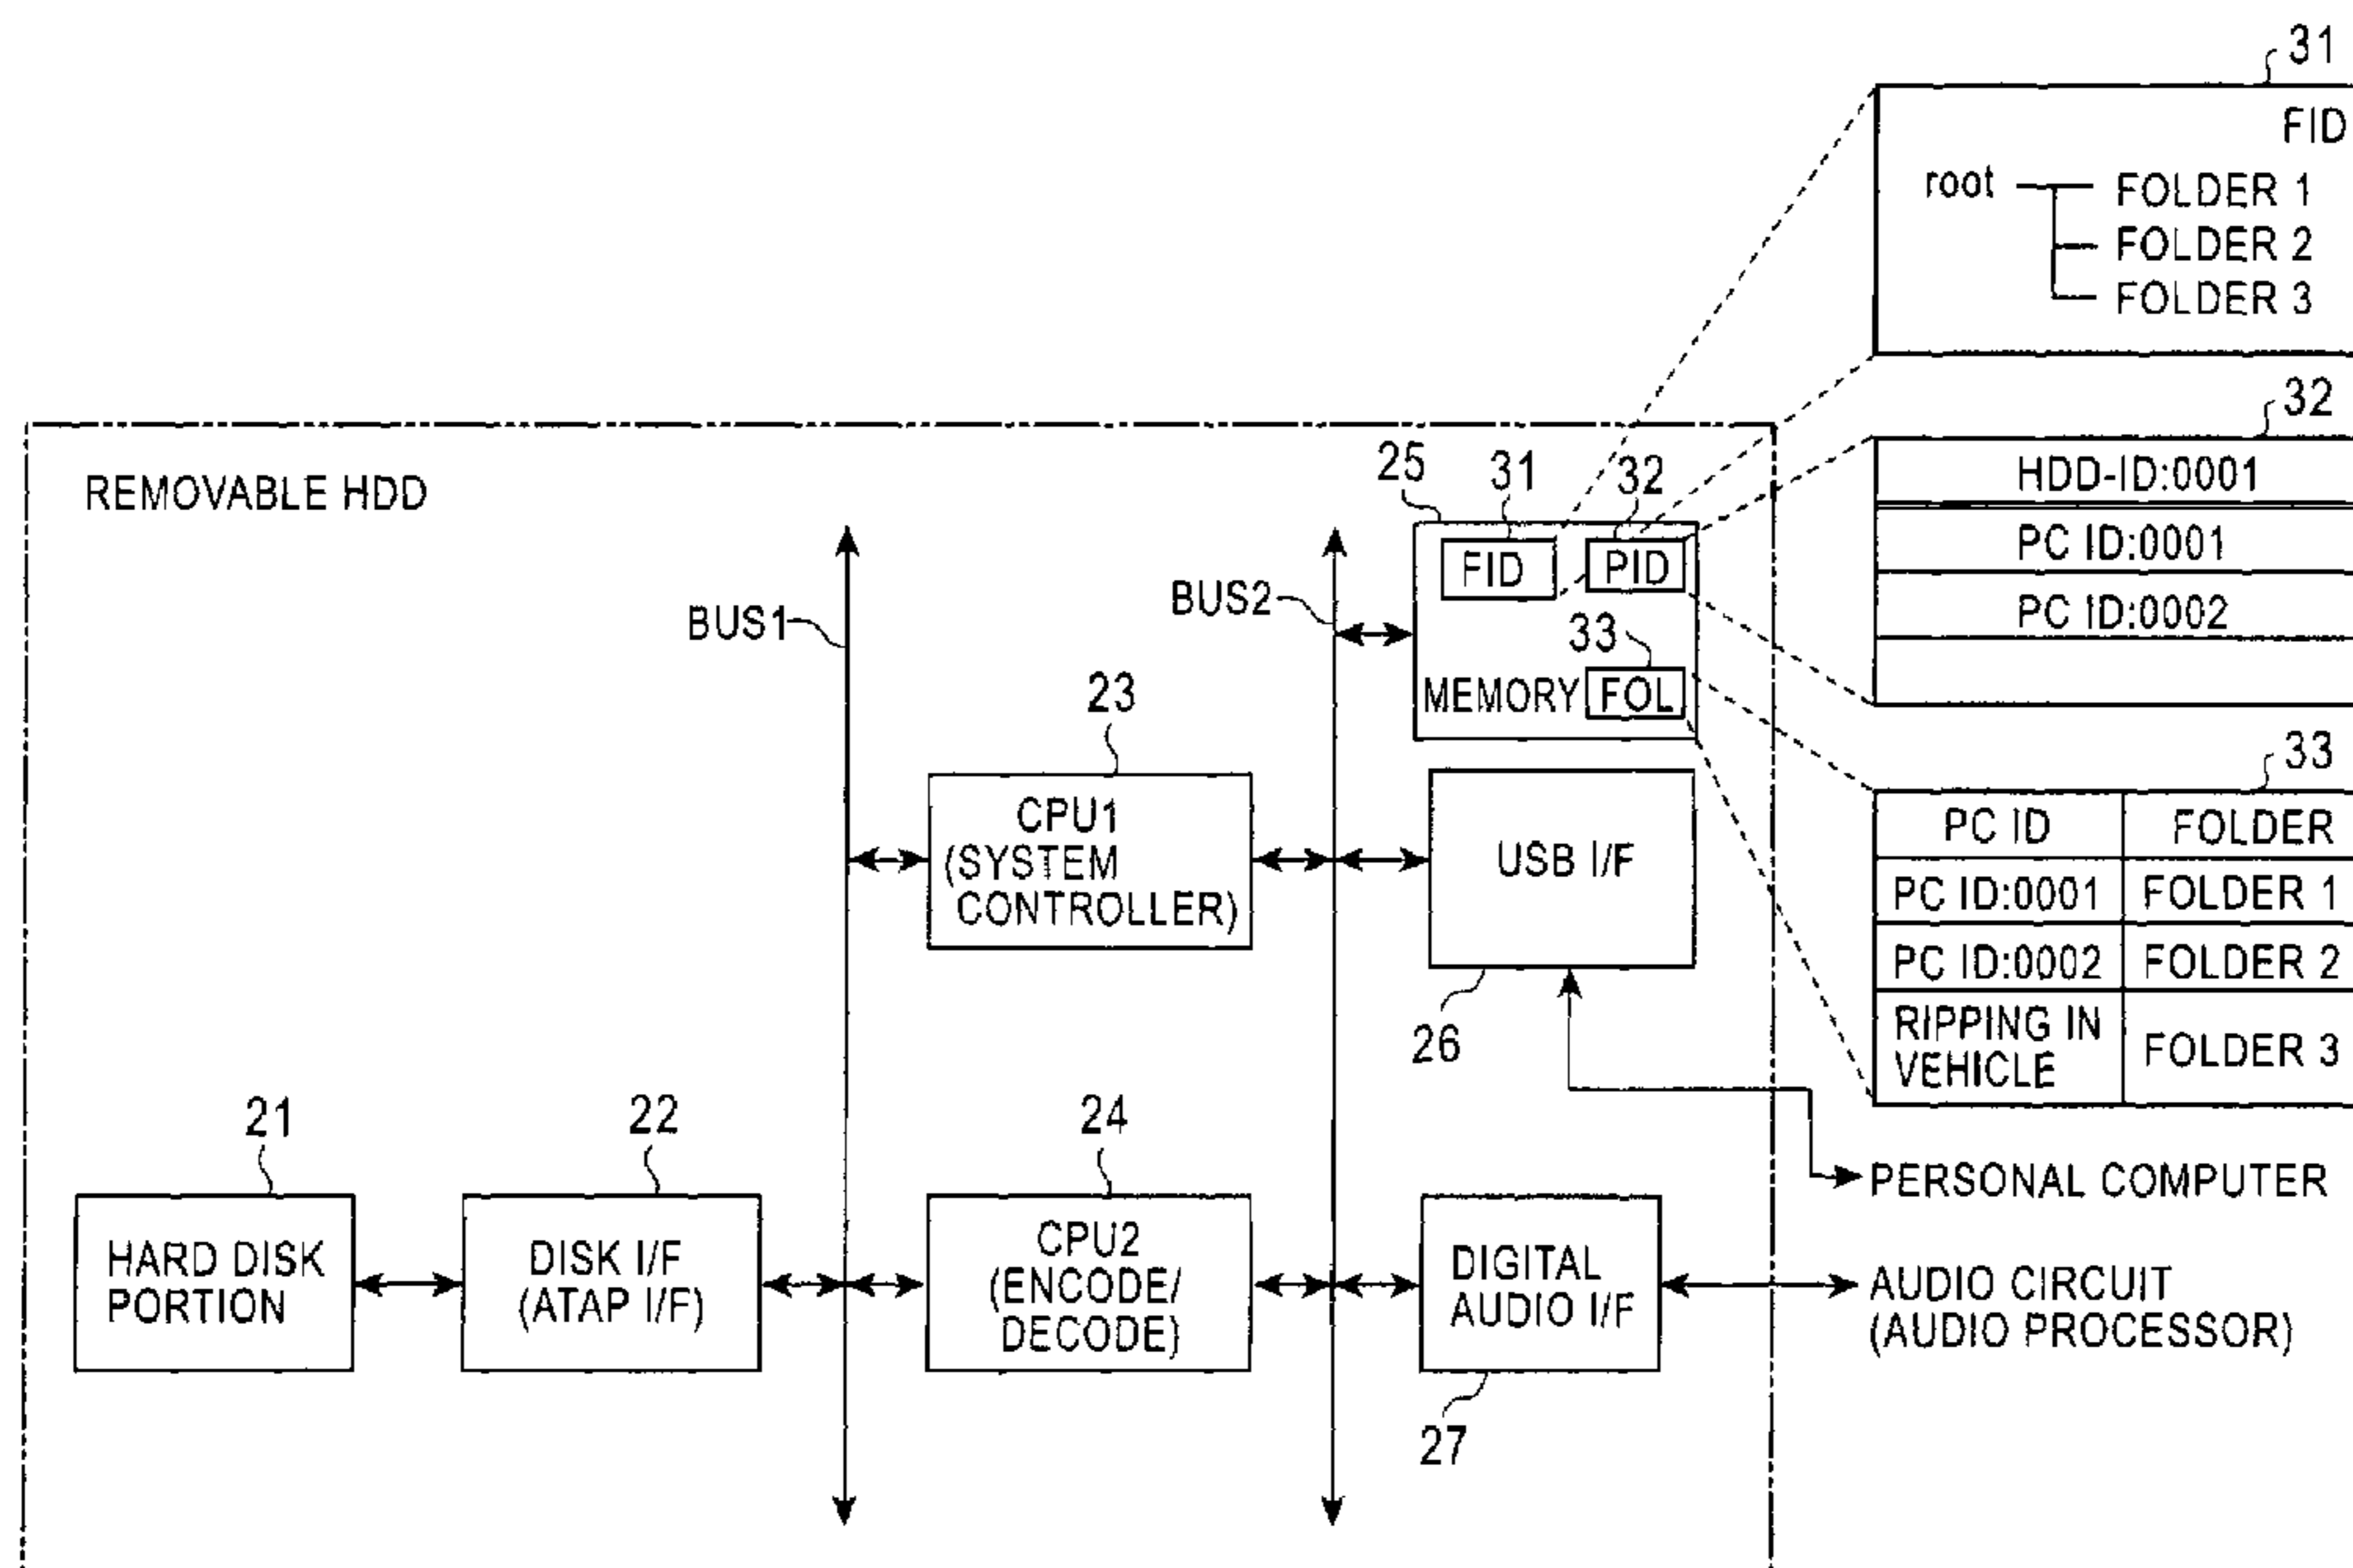 31
FID
root
FOLDER 1
FOLDER 2
FOLDER 3
32
HDD-ID:0001
PC ID:0001
PC ID:0002
REMOVABLE HDD
25
31
32
FID
PID
33
MEMORY
FOL
BUS1
BUS2
33
PC ID FOLDER
PC ID:0001 FOLDER 1
PC ID:0002 FOLDER 2
RIPPING IN
VEHICLE
FOLDER 3
23
CPU1
(SYSTEM
CONTROLLER)
USB I/F
26
21
HARD DISK
PORTION
22
DISK I/F
(ATAP I/F)
24
CPU2
(ENCODE/
DECODE)
DIGITAL
AUDIO I/F
27
PERSONAL COMPUTER
AUDIO CIRCUIT
(AUDIO PROCESSOR)